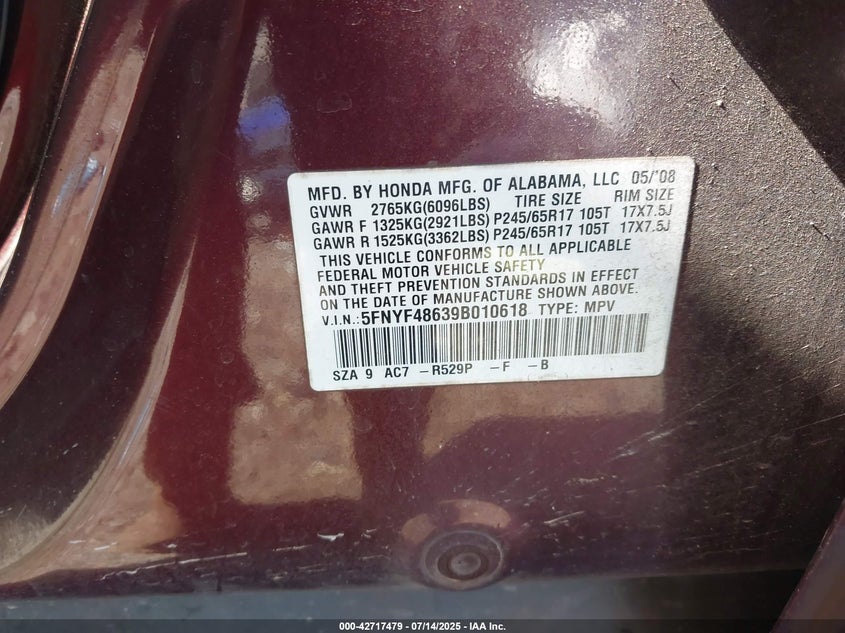 MFD. BY HONDA MFG. OF ALABAMA, LLC 05/'08
GVWR 2765KG(6096LBS) TIRE SIZE RIM SIZE
GAWR F 1325KG(2921LBS) P245/65R17 105T 17X7.5J
GAWR R 1525KG(3362LBS) P245/65R17 105T 17X7.5J
THIS VEHICLE CONFORMS TO ALL APPLICABLE
FEDERAL MOTOR VEHICLE SAFETY
AND THEFT PREVENTION STANDARDS IN EFFECT
ON THE DATE OF MANUFACTURE SHOWN ABOVE.
V.I.N.: 5FNYF48639B010618 TYPE: MPV
SZA 9 AC7 -R529P -F -B
000-42717479 | 07/14/2025 | IAA Inc.